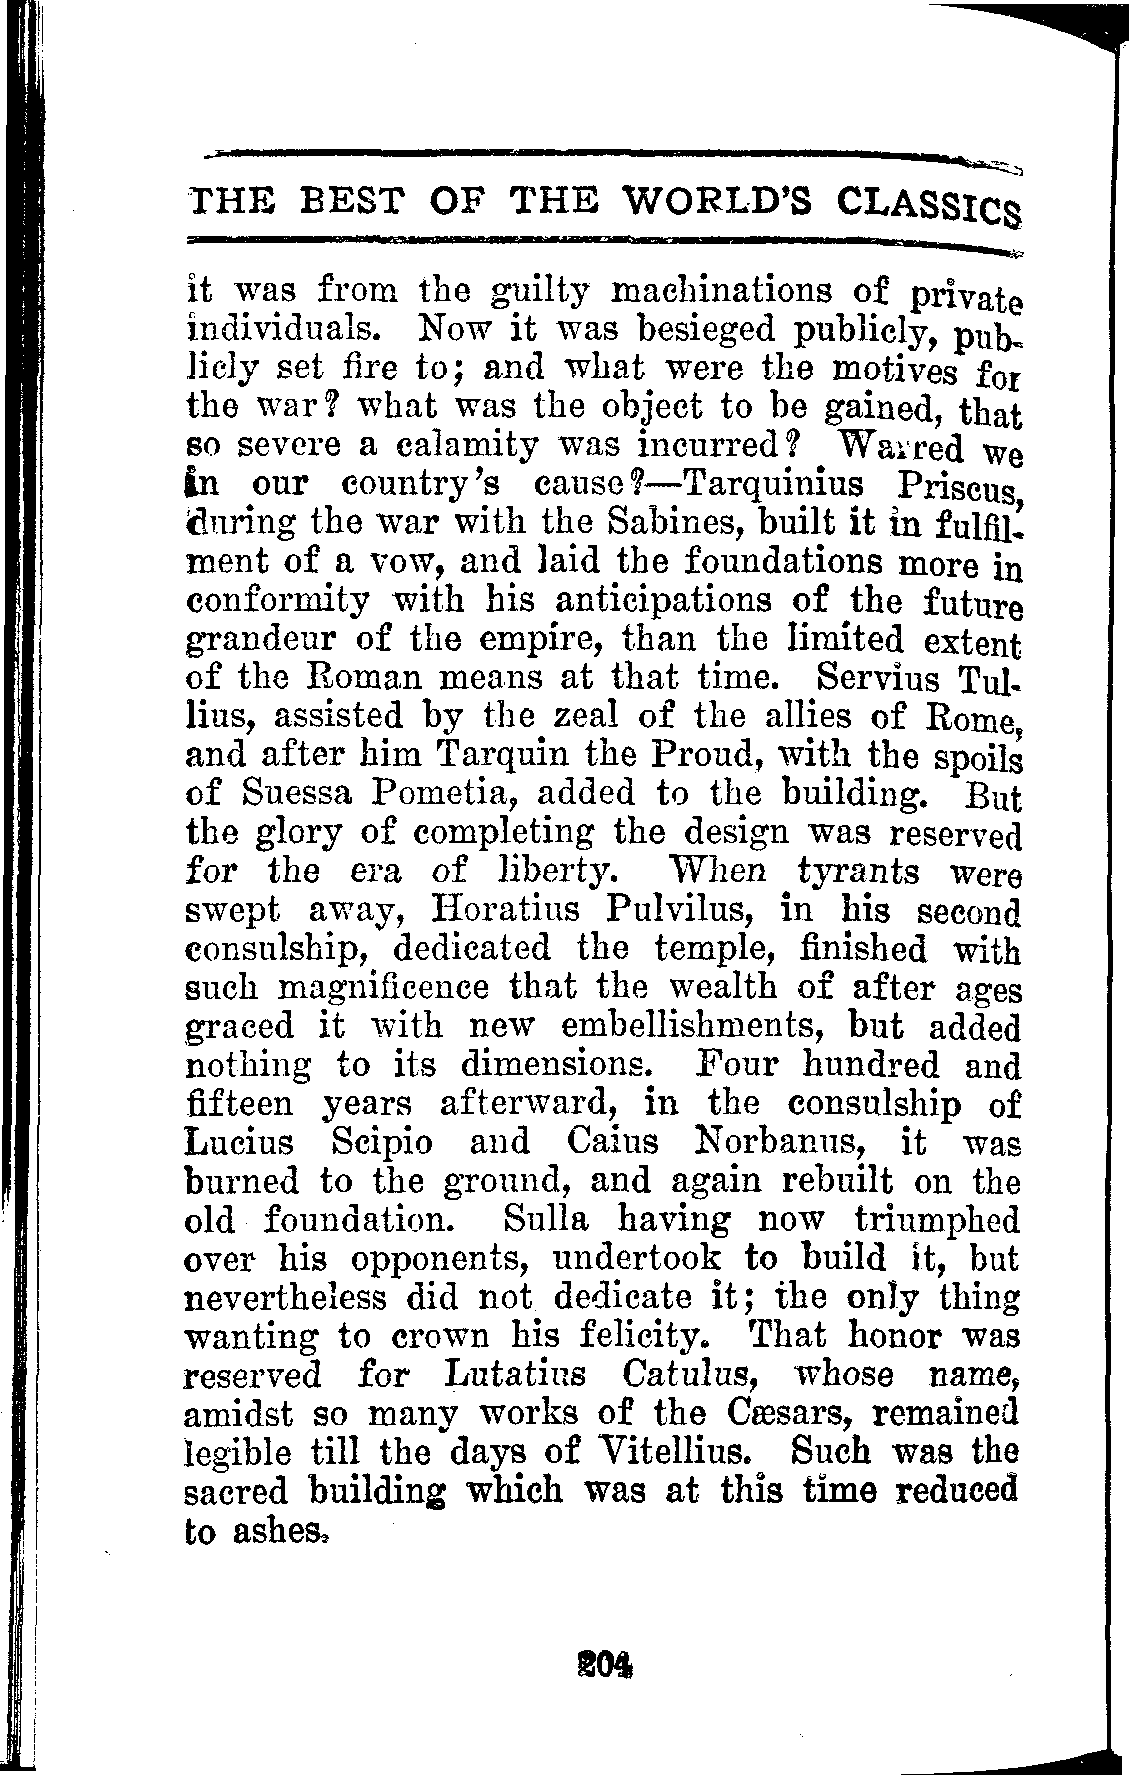 THE BEST OF THE WORLD'S CLASSICS
it was from the guilty machinations of private
individuals. Now it was besieged publicly, pub-
licly set fire to; and what were the motives for
the war? what was the object to be gained, that
so severe a calamity was incurred? Warred we
in our country's cause?—Tarquinius Priscus,
during the war with the Sabines, built it in fulfil-
ment of a vow, and laid the foundations more in
conformity with his anticipations of the future
grandeur of the empire, than the limited extent
of the Roman means at that time. Servius Tul-
lius, assisted by the zeal of the allies of Rome,
and after him Tarquin the Proud, with the spoils
of Suessa Pometia, added to the building. But
the glory of completing the design was reserved
for the era of liberty. When tyrants were
swept away, Horatius Pulvilus, in his second
consulship, dedicated the temple, finished with
such magnificence that the wealth of after ages
graced it with new embellishments, but added
nothing to its dimensions. Four hundred and
fifteen years afterward, in the consulship of
Lucius Scipio and Caius Norbanus, it was
burned to the ground, and again rebuilt on the
old foundation. Sulla having now triumphed
over his opponents, undertook to build it, but
nevertheless did not dedicate it; the only thing
wanting to crown his felicity. That honor was
reserved for Lutatius Catulus, whose name,
amidst so many works of the Cæsars, remained
legible till the days of Vitellius. Such was the
sacred building which was at this time reduced
to ashes.
204